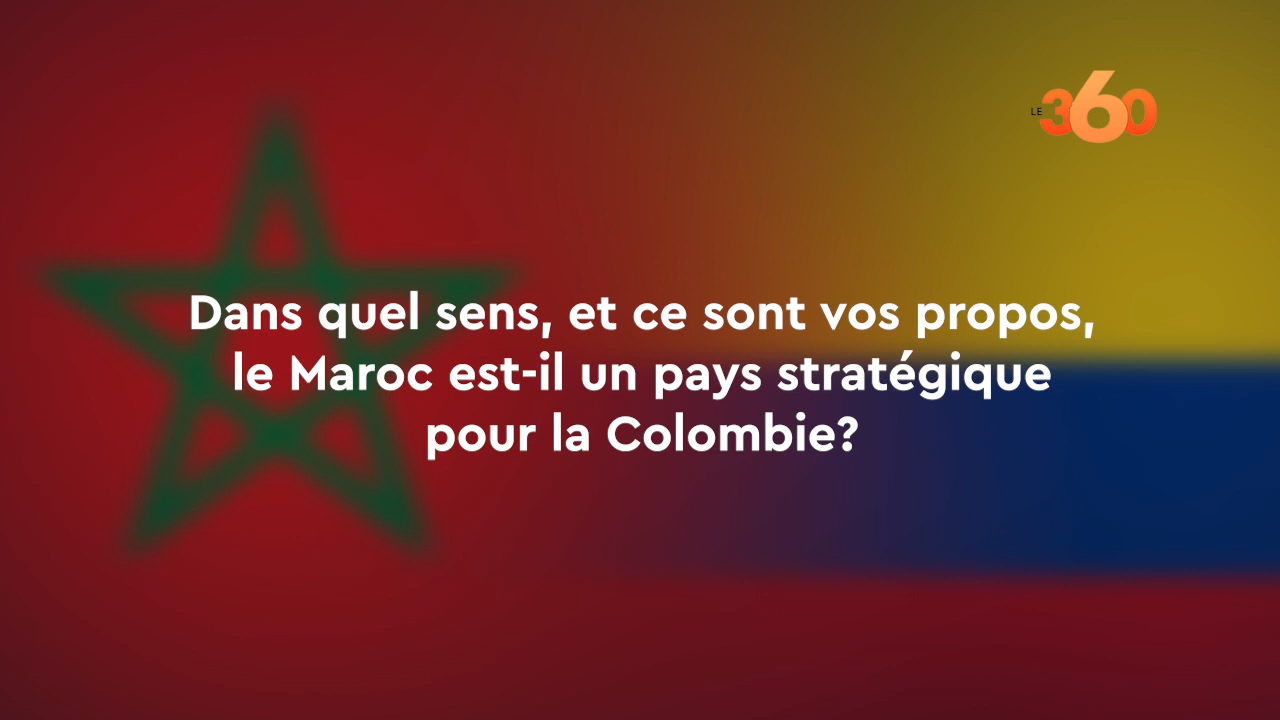 LE 360
Dans quel sens, et ce sont vos propos,
le Maroc est-il un pays stratégique
pour la Colombie?